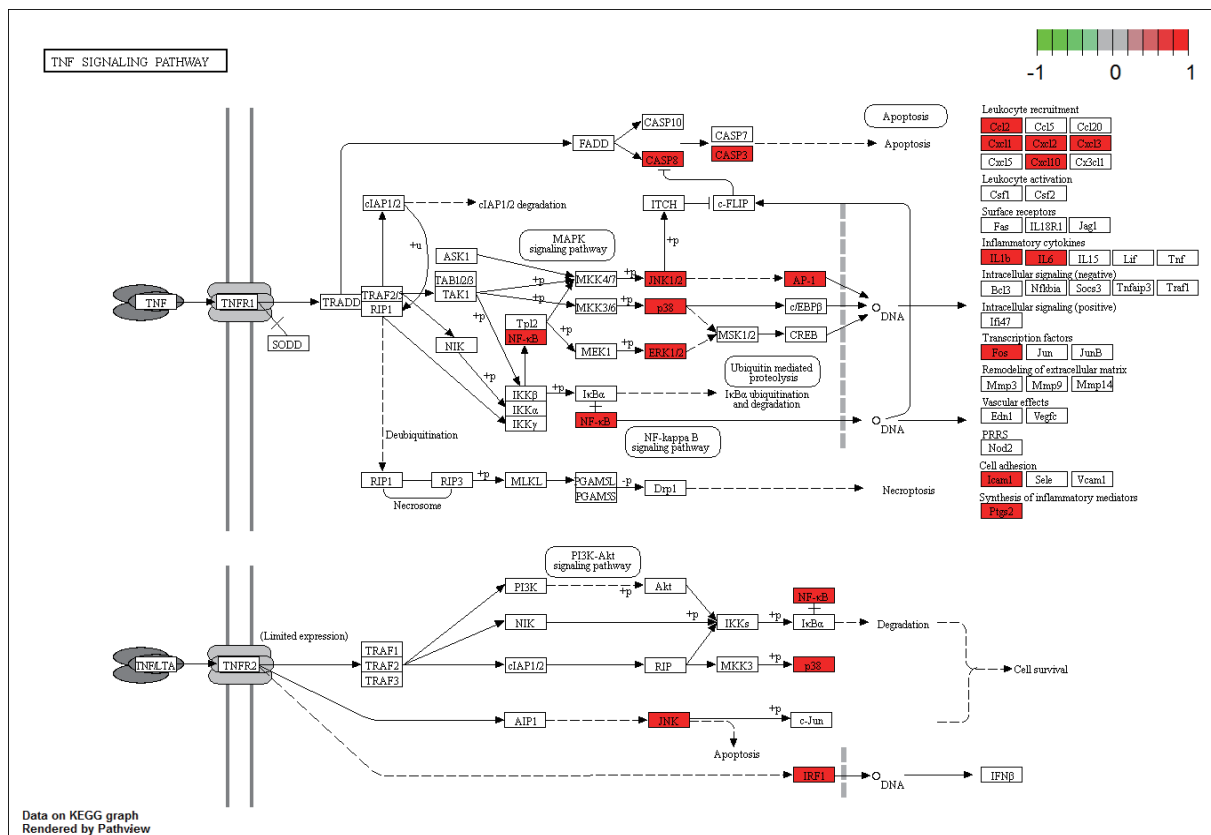 TNF SIGNALING PATHWAY
-1 0 1
Leukocyte recruitment
Ccl2 Ccl5 Ccl20
Cxcl1 Cxcl2 Cxcl3
Cxcl5 Cxcl10 Cx3cl1
Leukocyte activation
Csf1 Csf2
Surface receptors
Fas IL18R1 Jag1
Inflammatory cytokines
IL1b IL6 IL15 Lif Tnf
Intracellular signaling (negative)
Bcl3 Nfkbia Socs3 Tnfaip3 Traf1
Intracellular signaling (positive)
Ifi47
Transcription factors
Fos Jun JunB
Remodeling of extracellular matrix
Mmp3 Mmp9 Mmp14
Vascular effects
Edn1 Vegfc
PRRS
Nod2
Cell adhesion
Icam1 Sele Vcam1
Synthesis of inflammatory mediators
Ptgs2
CASP10
Apoptosis
FADD
CASP7
Apoptosis
CASP8
CASP3
cIAP1/2
cIAP1/2 degradation
ITCH
c-FLIP
+u
MAPK
signaling pathway
+p
ASK1
TAB1/2/3
TAK1
MKK4/7
+p
JNK1/2
AP-1
TNF
TNFR1
TRADD
TRAF2/5
RIP1
+p
MKK3/6
+p
p38
c/EBPβ
DNA
SODD
+p
Tpl2
NF-κB
+p
MSK1/2
CREB
NIK
MEK1
+p
ERK1/2
+p
Ubiquitin mediated
proteolysis
IKKβ
IKKα
IKKγ
+p
IκBα
IκBα ubiquitination
and degradation
NF-κB
DNA
NF-kappa B
signaling pathway
Deubiquitination
RIP1
RIP3
+p
MLKL
PGAM5L
PGAM5S
-p
Drp1
Necroptosis
Necrosome
PI3K-Akt
signaling pathway
PI3K
+p
Akt
NF-κB
(Limited expression)
NIK
+p
IKKs
+p
IκBα
Degradation
TNF/LTA
TNFR2
TRAF1
TRAF2
TRAF3
cIAP1/2
RIP
MKK3
+p
p38
Cell survival
AIP1
JNK
+p
c-Jun
Apoptosis
IRF1
DNA
IFNβ
Data on KEGG graph
Rendered by Pathview